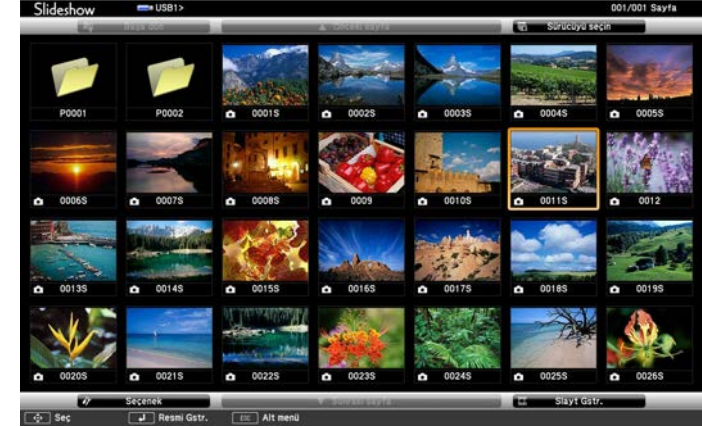 Slideshow USB1> 001/001 Sayfa
Başa dön Önceki sayfa Sürücüyü seçin
P0001 P0002 0001S 0002S 0003S 0004S 0005S
0006S 0007S 0008S 0009 0010S 0011S 0012
0013S 0014S 0015S 0016S 0017S 0018S 0019S
0020S 0021S 0022S 0023S 0024S 0025S 0026S
Seçenek Sonraki sayfa Slayt Gstr.
Seç Resmi Gstr. ESC Alt menü